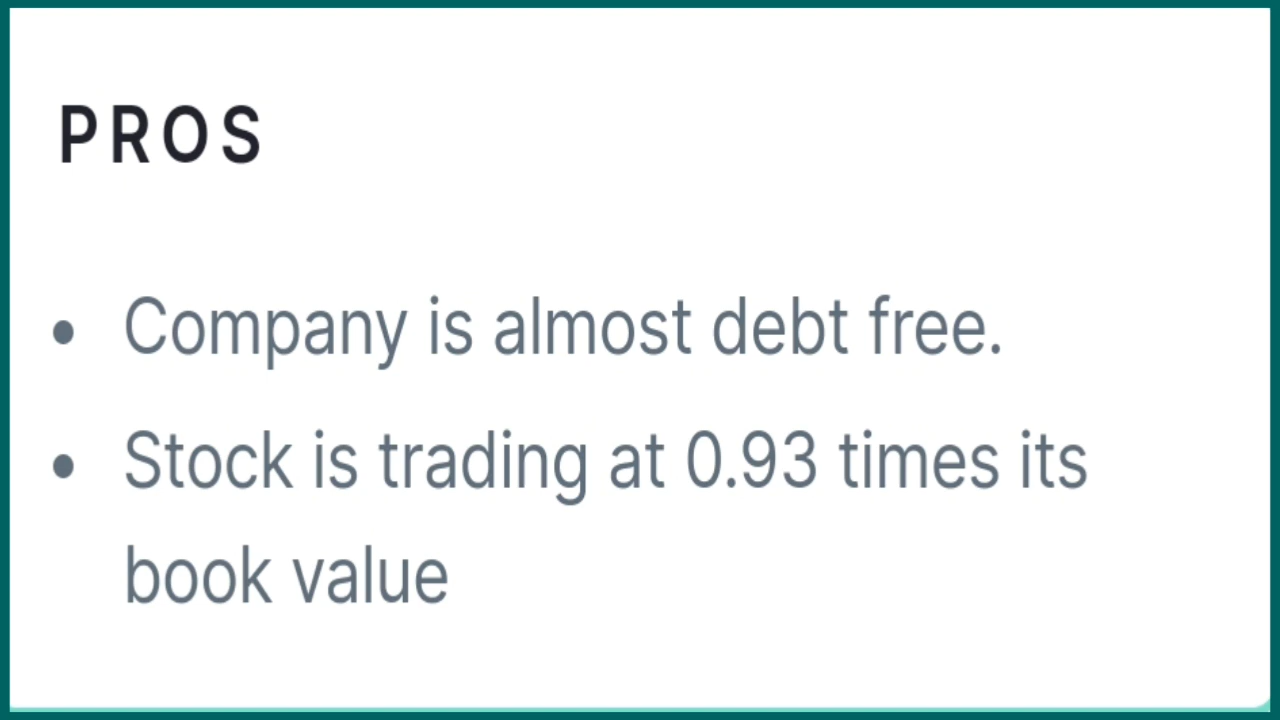 PROS
• Company is almost debt free.
• Stock is trading at 0.93 times its
book value